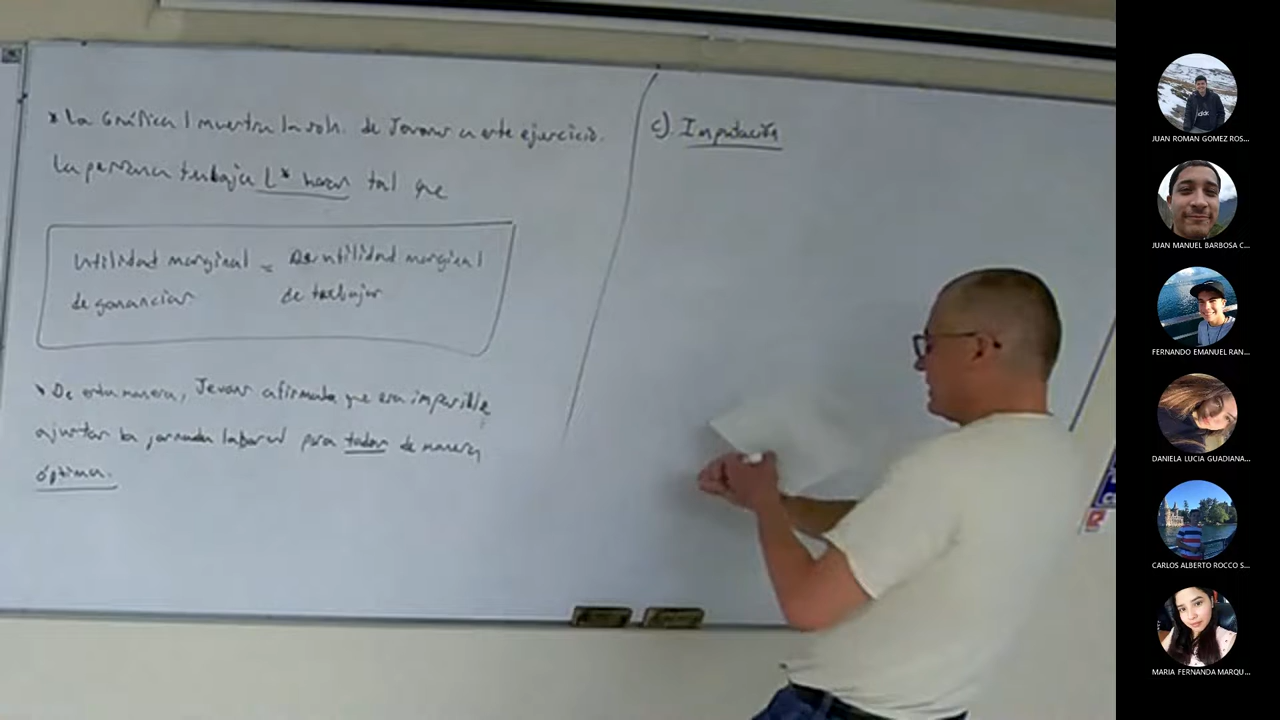 * La Gráfica 1 muestra la soln. de Jevons a este ejercicio.
La persona trabaja L* horas tal que
Utilidad marginal = Desutilidad marginal
de ganancias de trabajar
* De esta manera, Jevons afirmaba que era imposible
ajustar la jornada laboral para todos de manera
óptima.
c). Imputación
JUAN ROMAN GOMEZ ROS...
JUAN MANUEL BARBOSA C...
FERNANDO EMANUEL RAN...
DANIELA LUCIA GUADIANA...
CARLOS ALBERTO ROCCO S...
MARIA FERNANDA MARQU...